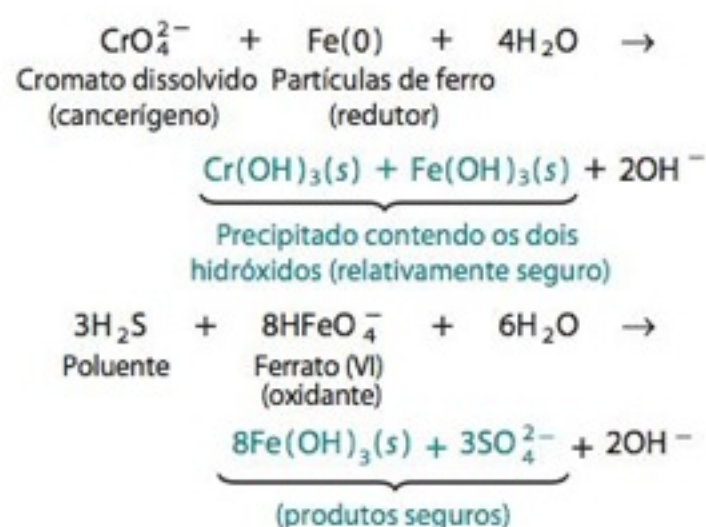 CrO₄²⁻ + Fe(0) + 4H₂O →
Cromato dissolvido Partículas de ferro
(cancerígeno) (redutor)
Cr(OH)₃(s) + Fe(OH)₃(s) + 2OH⁻
Precipitado contendo os dois
hidróxidos (relativamente seguro)
3H₂S + 8HFeO₄⁻ + 6H₂O →
Poluente Ferrato (VI)
(oxidante)
8Fe(OH)₃(s) + 3SO₄²⁻ + 2OH⁻
(produtos seguros)